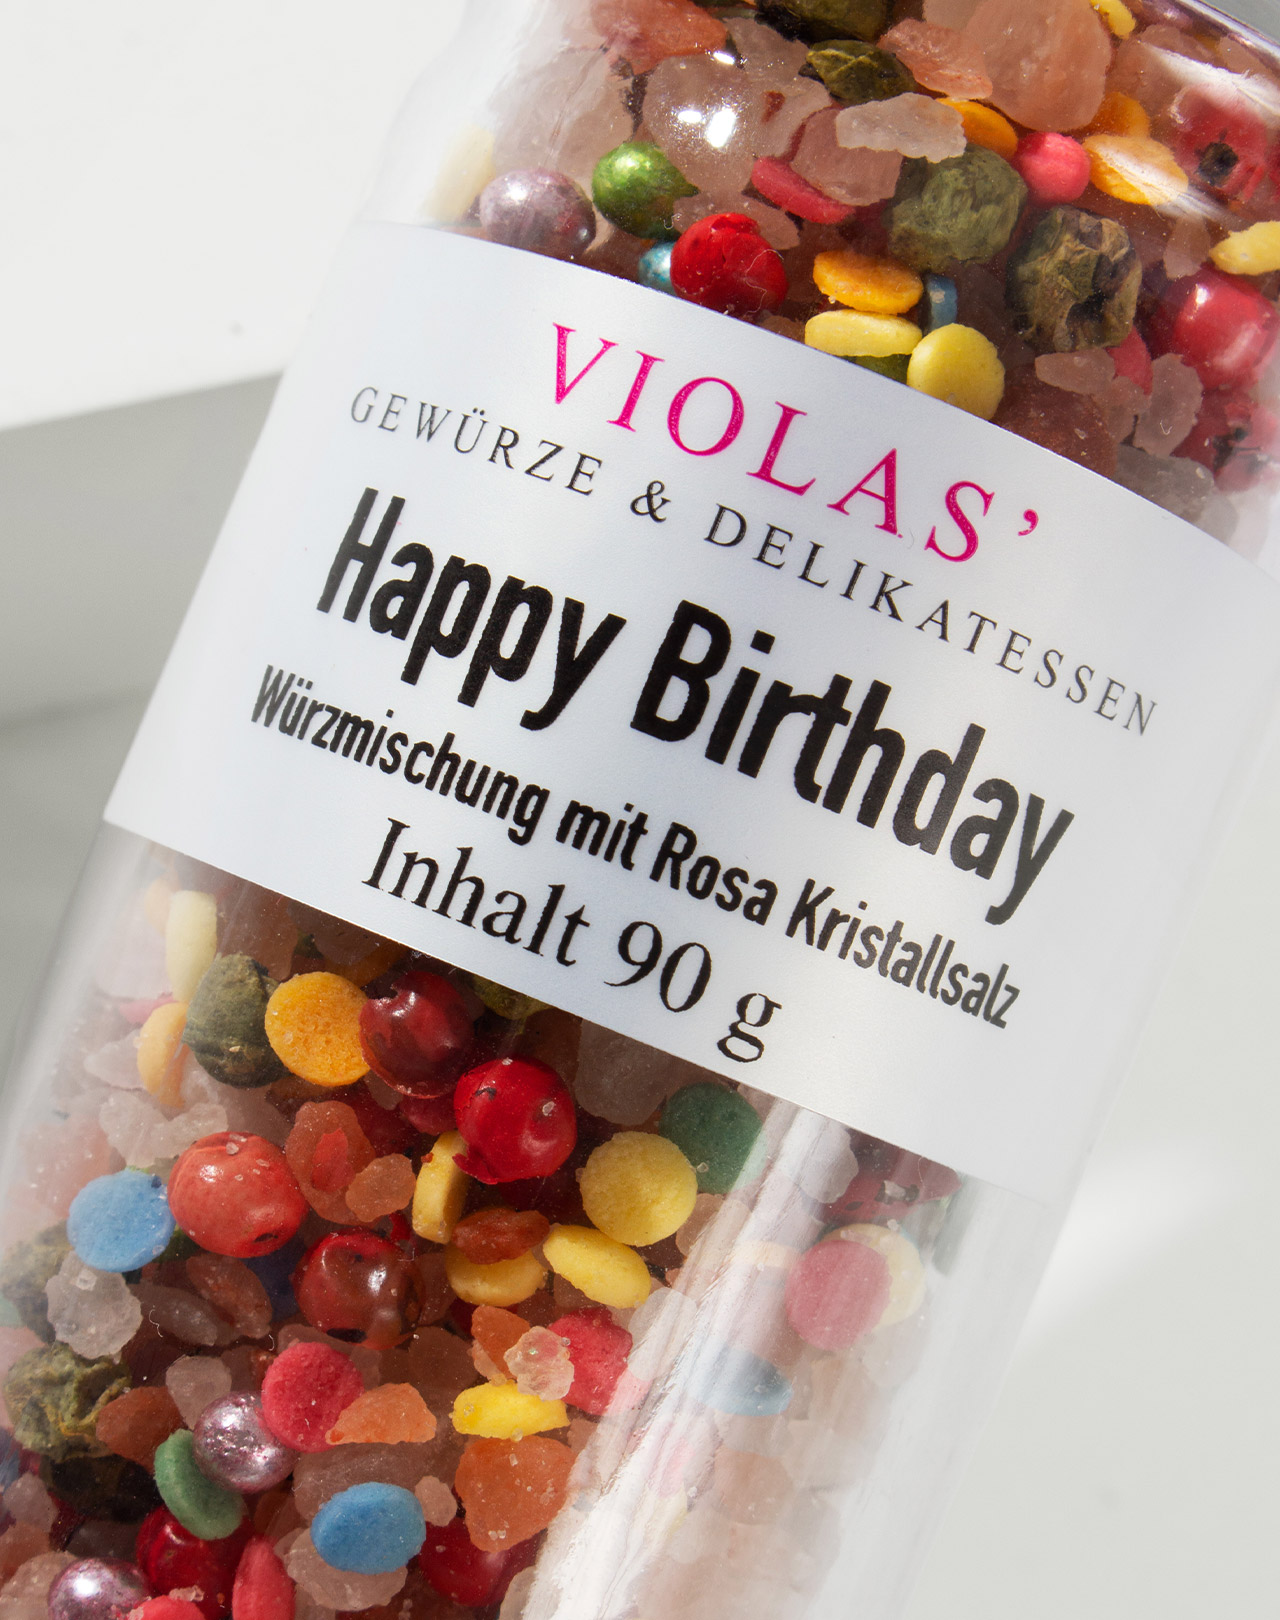 VIOLAS’
GEWÜRZE & DELIKATESSEN
Happy Birthday
Würzmischung mit Rosa Kristallsalz
Inhalt 90 g